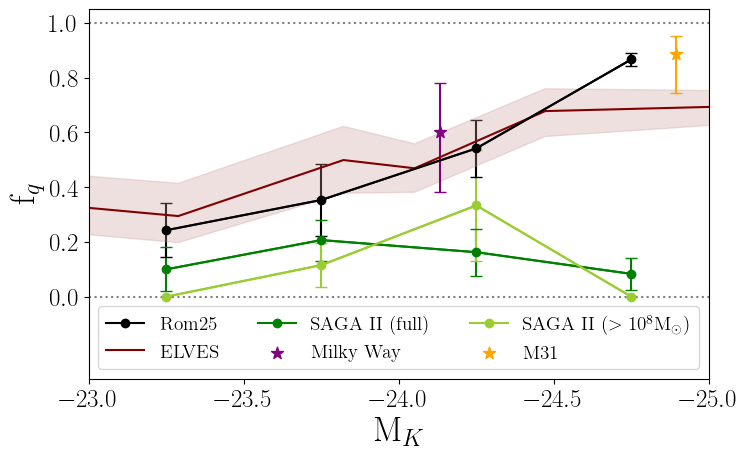 1.0
0.8
0.6
0.4
0.2
0.0
f_q
Rom25 SAGA II (full) SAGA II (> 10^8 M_⊙)
ELVES Milky Way M31
−23.0 −23.5 −24.0 −24.5 −25.0
M_K